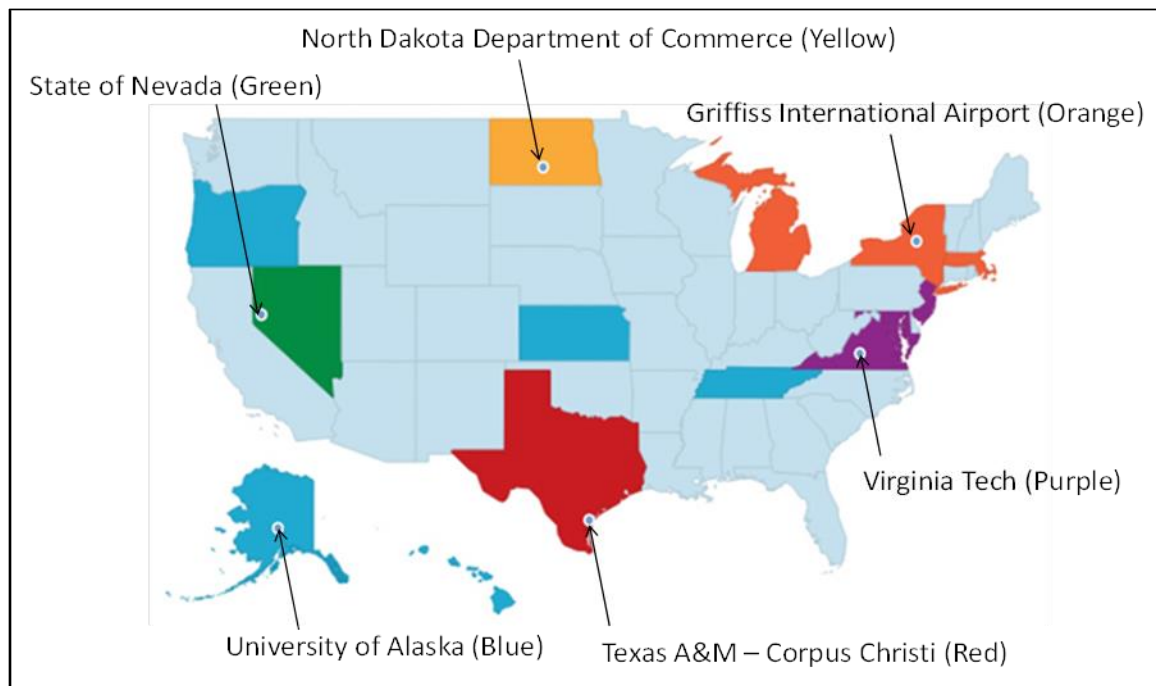 North Dakota Department of Commerce (Yellow)
State of Nevada (Green)
Griffiss International Airport (Orange)
Virginia Tech (Purple)
University of Alaska (Blue)
Texas A&M – Corpus Christi (Red)